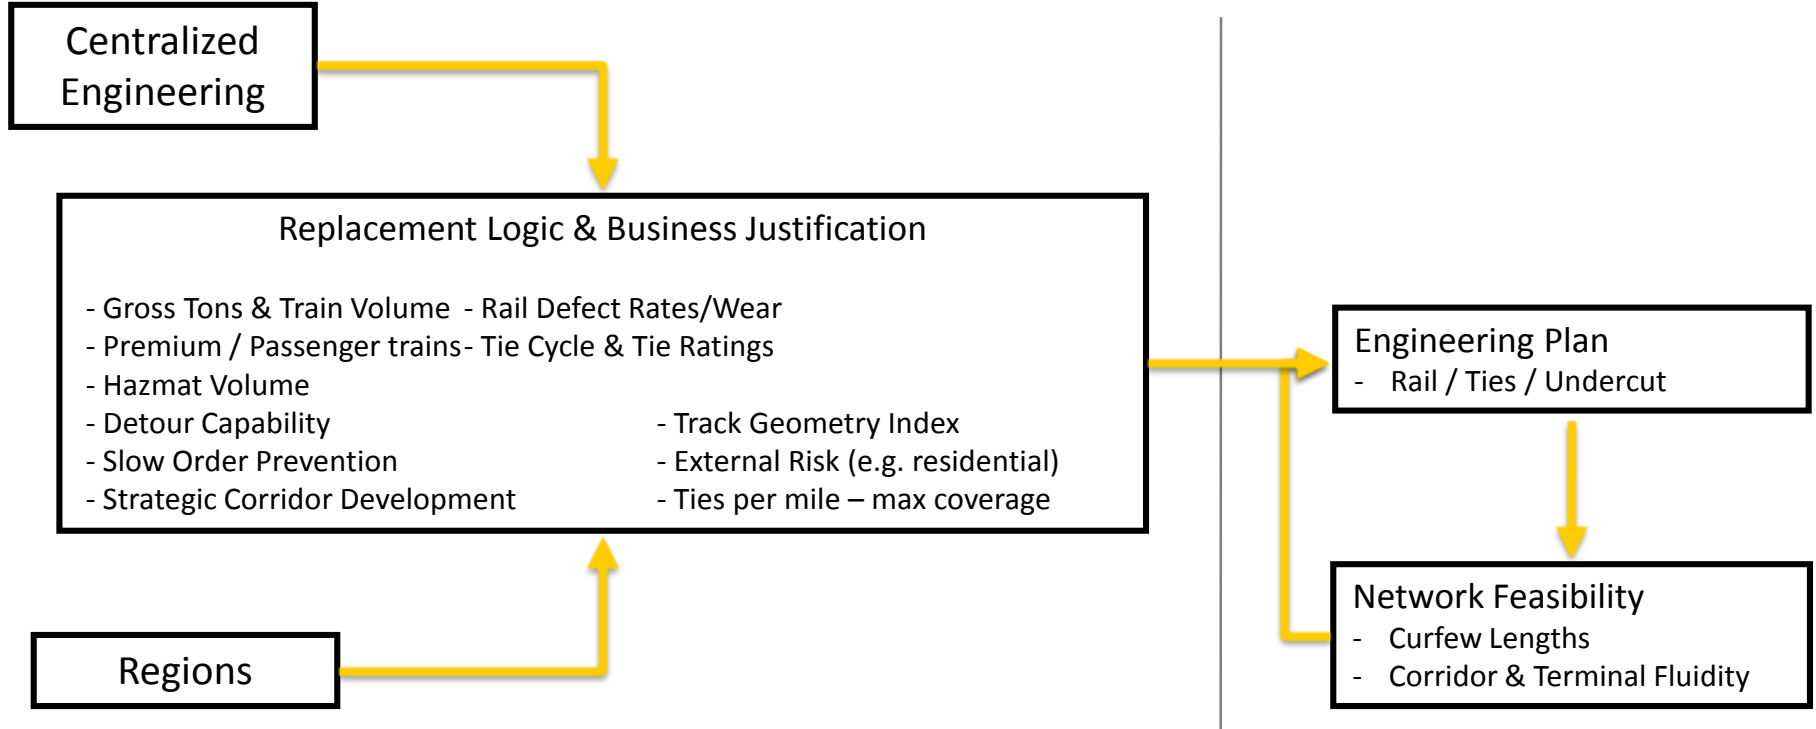 Centralized
Engineering
Replacement Logic & Business Justification
- Gross Tons & Train Volume - Rail Defect Rates/Wear
- Premium / Passenger trains- Tie Cycle & Tie Ratings
- Hazmat Volume
- Detour Capability - Track Geometry Index
- Slow Order Prevention - External Risk (e.g. residential)
- Strategic Corridor Development - Ties per mile – max coverage
Regions
Engineering Plan
- Rail / Ties / Undercut
Network Feasibility
- Curfew Lengths
- Corridor & Terminal Fluidity